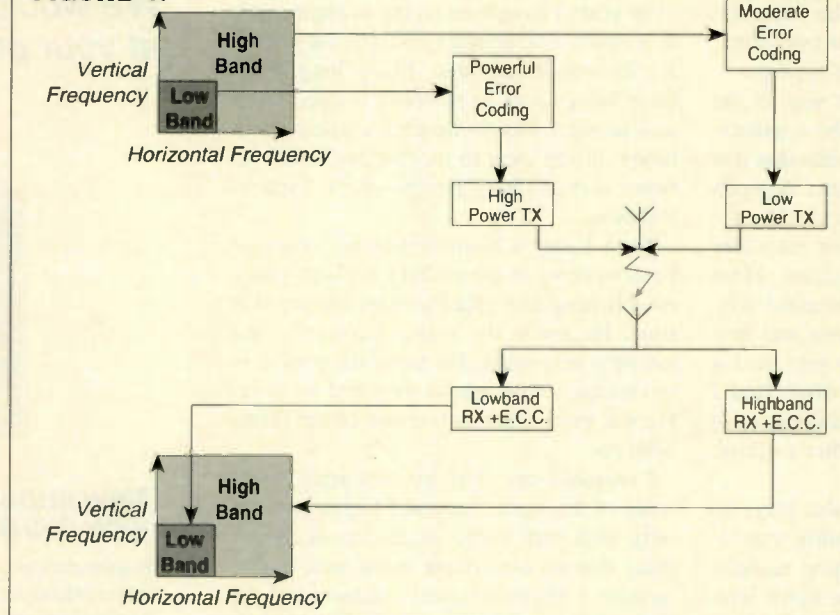 High
Band
Vertical
Frequency
Low
Band
Horizontal Frequency
Powerful
Error
Coding
Moderate
Error
Coding
High
Power TX
Low
Power TX
Lowband
RX +E.C.C.
Highband
RX +E.C.C.
High
Band
Vertical
Frequency
Low
Band
Horizontal Frequency